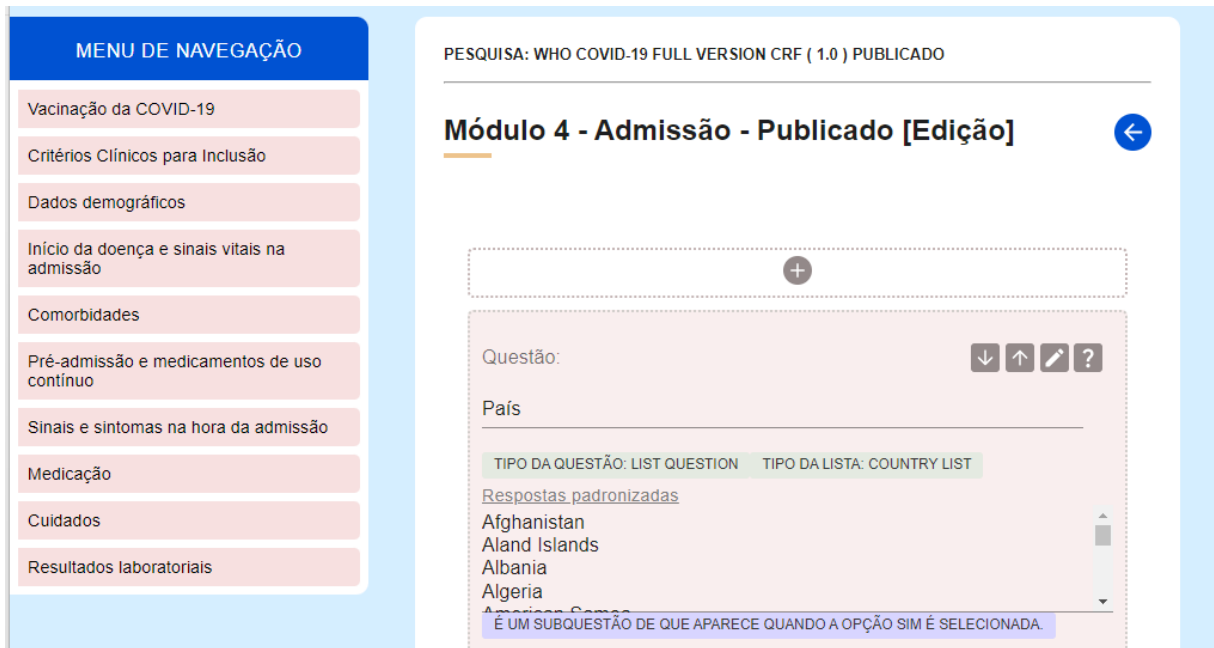 MENU DE NAVEGAÇÃO
Vacinação da COVID-19
Critérios Clínicos para Inclusão
Dados demográficos
Início da doença e sinais vitais na
admissão
Comorbidades
Pré-admissão e medicamentos de uso
contínuo
Sinais e sintomas na hora da admissão
Medicação
Cuidados
Resultados laboratoriais
PESQUISA: WHO COVID-19 FULL VERSION CRF ( 1.0 ) PUBLICADO
Módulo 4 - Admissão - Publicado [Edição]
Questão:
País
TIPO DA QUESTÃO: LIST QUESTION TIPO DA LISTA: COUNTRY LIST
Respostas padronizadas
Afghanistan
Aland Islands
Albania
Algeria
American Samoa
É UM SUBQUESTÃO DE QUE APARECE QUANDO A OPÇÃO SIM É SELECIONADA.